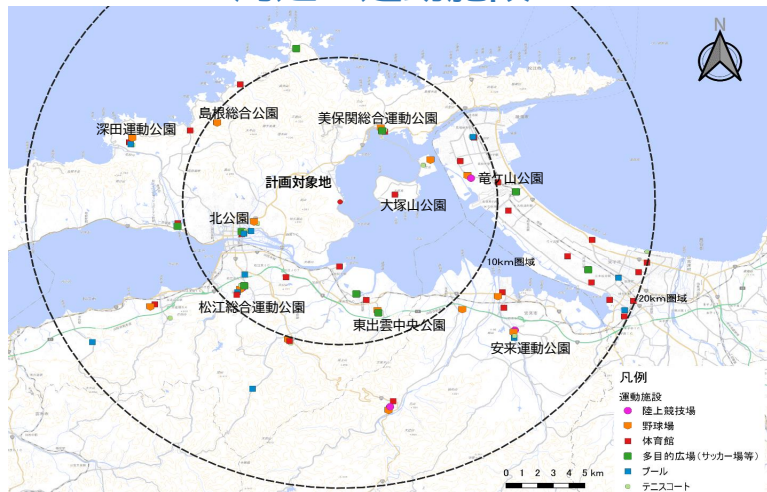 N
島根総合公園
深田運動公園
美保関総合運動公園
竜ケ山公園
計画対象地
大塚山公園
北公園
10km圏域
20km圏域
松江総合運動公園
東出雲中央公園
安来運動公園
凡例
運動施設
陸上競技場
野球場
体育館
多目的広場(サッカー場等)
プール
テニスコート
0 1 2 3 4 5 km